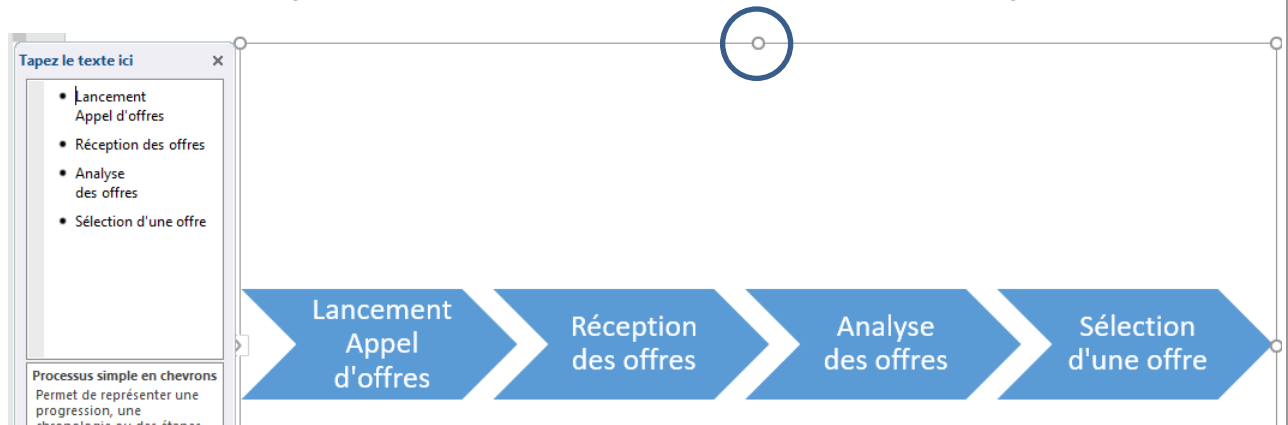 Tapez le texte ici
Lancement
Appel d'offres
Réception des offres
Analyse
des offres
Sélection d'une offre
Processus simple en chevrons
Permet de représenter une
progression, une
Lancement
Appel
d'offres
Réception
des offres
Analyse
des offres
Sélection
d'une offre